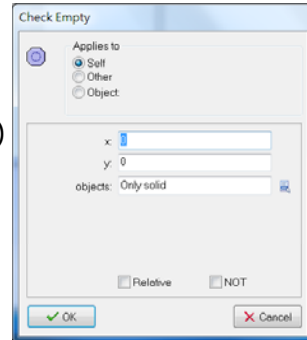 Check Empty
Applies to
Self
Other
Object:
)
x: 0
y: 0
objects: Only solid
Relative NOT
OK Cancel